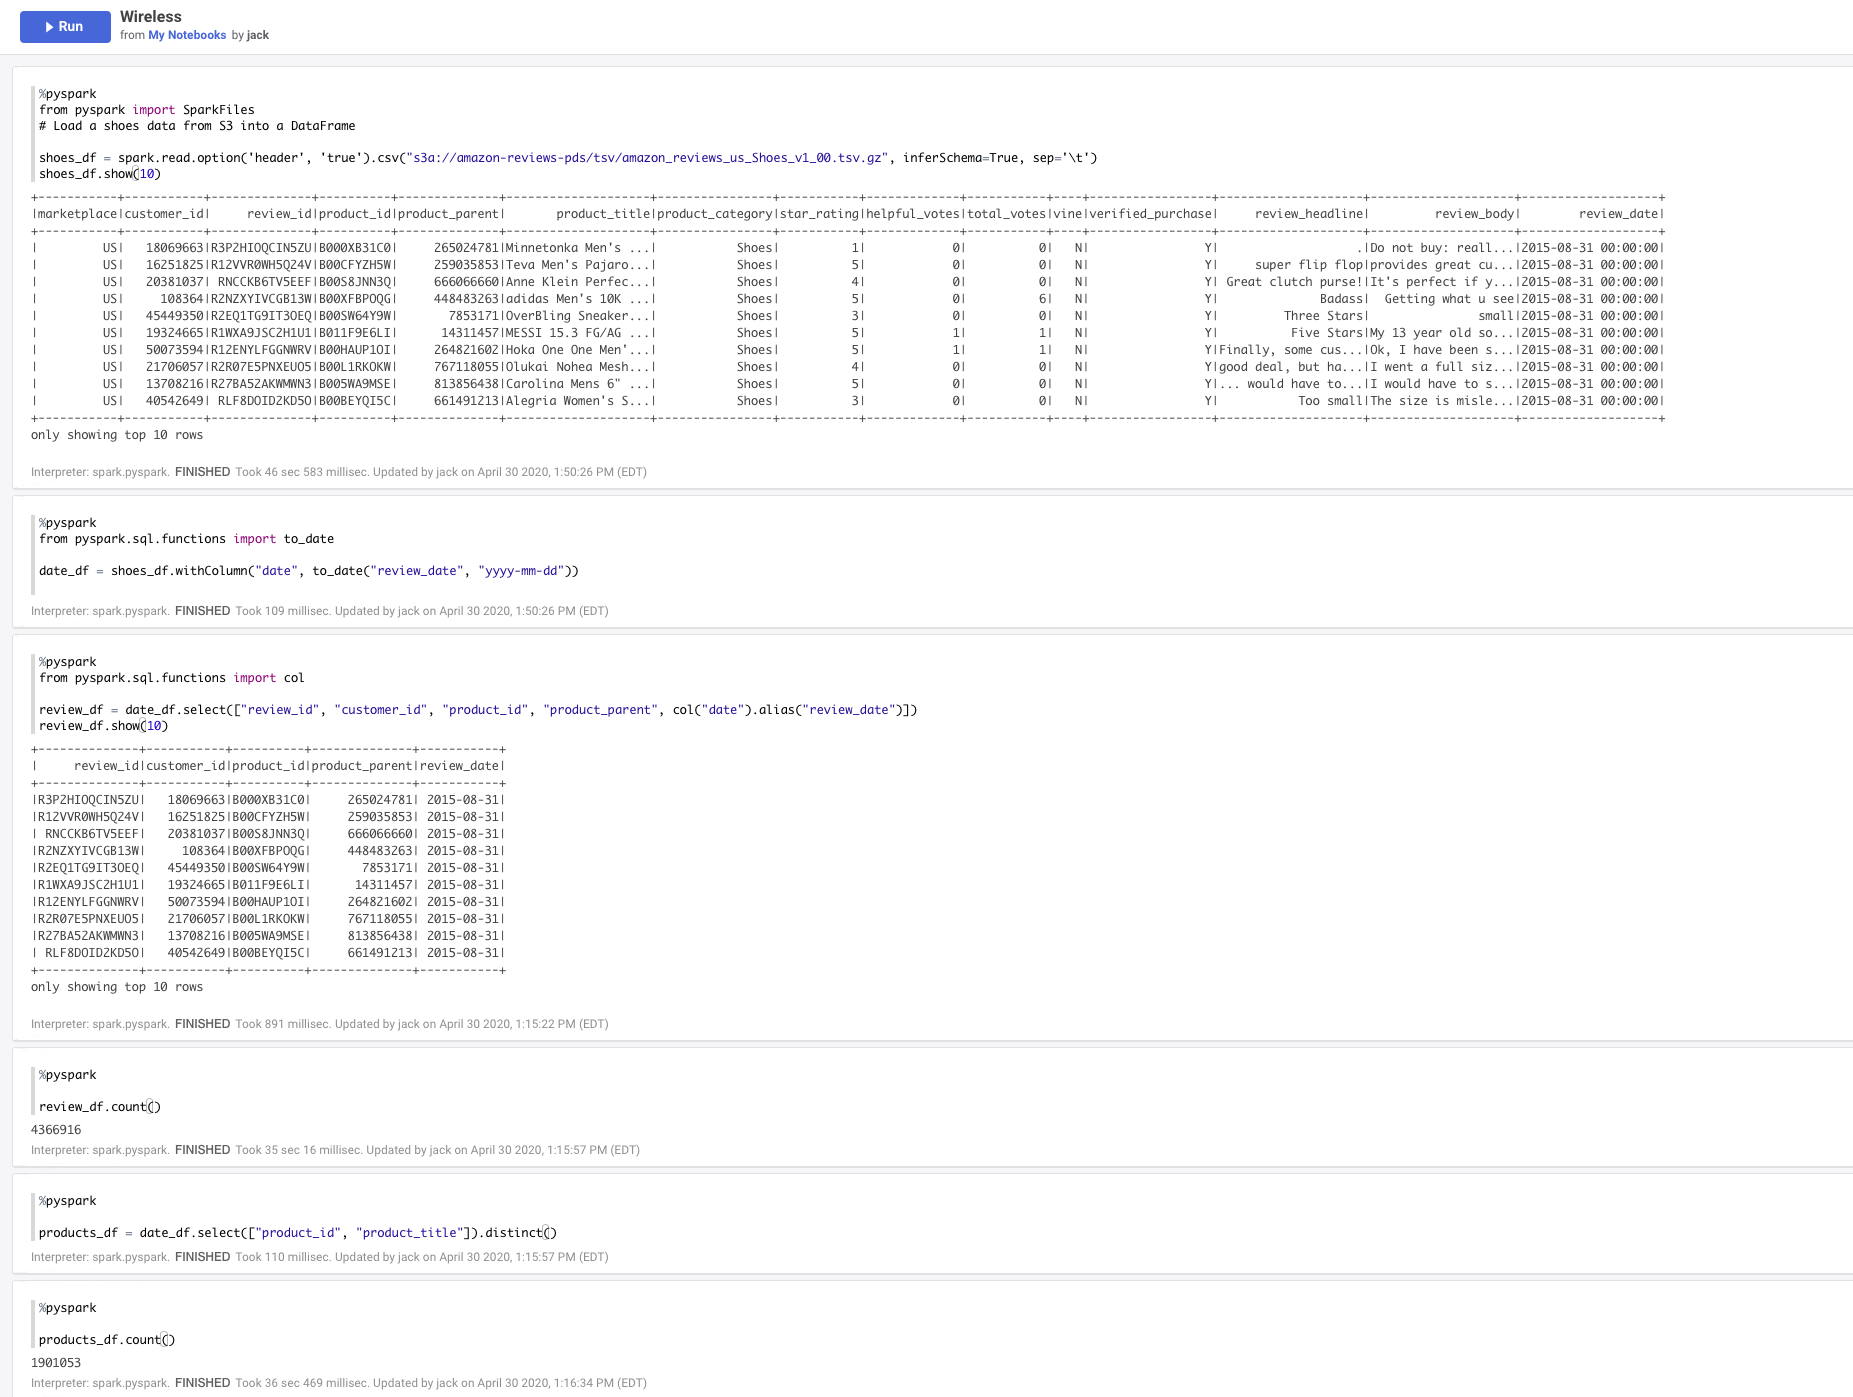 Run
Wireless
from My Notebooks by jack
%pyspark
from pyspark import SparkFiles
# Load a shoes data from S3 into a DataFrame
shoes_df = spark.read.option('header', 'true').csv("s3a://amazon-reviews-pds/tsv/amazon_reviews_us_Shoes_v1_00.tsv.gz", inferSchema=True, sep='\t')
shoes_df.show(10)
+-----------+-----------+--------------+----------+--------------+--------------------+----------------+-----------+-------------+-----------+----+-----------------+--------------------+--------------------+-------------------+
|marketplace|customer_id|     review_id|product_id|product_parent|       product_title|product_category|star_rating|helpful_votes|total_votes|vine|verified_purchase|     review_headline|         review_body|        review_date|
+-----------+-----------+--------------+----------+--------------+--------------------+----------------+-----------+-------------+-----------+----+-----------------+--------------------+--------------------+-------------------+
|         US|   18069663|R3P2HIOQCIN5ZU|B000XB31C0|     265024781|Minnetonka Men's ...|           Shoes|          1|            0|          0|   N|                Y|                   .|Do not buy: reall...|2015-08-31 00:00:00|
|         US|   16251825|R12VVR0WH5Q24V|B00CFYZH5W|     259035853|Teva Men's Pajaro...|           Shoes|          5|            0|          0|   N|                Y|     super flip flop|provides great cu...|2015-08-31 00:00:00|
|         US|   20381037| RNCCKB6TV5EEF|B00S8JNN3Q|     666066660|Anne Klein Perfec...|           Shoes|          4|            0|          0|   N|                Y| Great clutch purse!|It's perfect if y...|2015-08-31 00:00:00|
|         US|     108364|R2NZXYIVCGB13W|B00XFBPOQG|     448483263|adidas Men's 10K ...|           Shoes|          5|            0|          6|   N|                Y|              Badass|  Getting what u see|2015-08-31 00:00:00|
|         US|   45449350|R2EQ1TG9IT3OEQ|B00SW64Y9W|       7853171|OverBling Sneaker...|           Shoes|          3|            0|          0|   N|                Y|         Three Stars|               small|2015-08-31 00:00:00|
|         US|   19324665|R1WXA9JSC2H1U1|B011F9E6LI|      14311457|MESSI 15.3 FG/AG ...|           Shoes|          5|            1|          1|   N|                Y|          Five Stars|My 13 year old so...|2015-08-31 00:00:00|
|         US|   50073594|R1ZENYLFGGNWRV|B00HAUP1OI|     264821602|Hoka One One Men'...|           Shoes|          5|            1|          1|   N|                Y|Finally, some cus...|Ok, I have been s...|2015-08-31 00:00:00|
|         US|   21706057|R2R07E5PNXEUO5|B00L1RKOKW|     767118055|Olukai Nohea Mesh...|           Shoes|          4|            0|          0|   N|                Y|good deal, but ha...|I went a full siz...|2015-08-31 00:00:00|
|         US|   13708216|R27BA52AKWMWN3|B005WA9MSE|     813856438|Carolina Mens 6" ...|           Shoes|          5|            0|          0|   N|                Y|... would have to...|I would have to s...|2015-08-31 00:00:00|
|         US|   40542649| RLF8DOID2KD5O|B00BEYQI5C|     661491213|Alegria Women's S...|           Shoes|          3|            0|          0|   N|                Y|           Too small|The size is misle...|2015-08-31 00:00:00|
+-----------+-----------+--------------+----------+--------------+--------------------+----------------+-----------+-------------+-----------+----+-----------------+--------------------+--------------------+-------------------+
only showing top 10 rows
Interpreter: spark.pyspark. FINISHED Took 46 sec 583 millisec. Updated by jack on April 30 2020, 1:50:26 PM (EDT)
%pyspark
from pyspark.sql.functions import to_date
date_df = shoes_df.withColumn("date", to_date("review_date", "yyyy-mm-dd"))
Interpreter: spark.pyspark. FINISHED Took 109 millisec. Updated by jack on April 30 2020, 1:50:26 PM (EDT)
%pyspark
from pyspark.sql.functions import col
review_df = date_df.select(["review_id", "customer_id", "product_id", "product_parent", col("date").alias("review_date")])
review_df.show(10)
+--------------+-----------+----------+--------------+-----------+
|     review_id|customer_id|product_id|product_parent|review_date|
+--------------+-----------+----------+--------------+-----------+
|R3P2HIOQCIN5ZU|   18069663|B000XB31C0|     265024781| 2015-08-31|
|R12VVR0WH5Q24V|   16251825|B00CFYZH5W|     259035853| 2015-08-31|
| RNCCKB6TV5EEF|   20381037|B00S8JNN3Q|     666066660| 2015-08-31|
|R2NZXYIVCGB13W|     108364|B00XFBPOQG|     448483263| 2015-08-31|
|R2EQ1TG9IT3OEQ|   45449350|B00SW64Y9W|       7853171| 2015-08-31|
|R1WXA9JSC2H1U1|   19324665|B011F9E6LI|      14311457| 2015-08-31|
|R1ZENYLFGGNWRV|   50073594|B00HAUP1OI|     264821602| 2015-08-31|
|R2R07E5PNXEUO5|   21706057|B00L1RKOKW|     767118055| 2015-08-31|
|R27BA52AKWMWN3|   13708216|B005WA9MSE|     813856438| 2015-08-31|
| RLF8DOID2KD5O|   40542649|B00BEYQI5C|     661491213| 2015-08-31|
+--------------+-----------+----------+--------------+-----------+
only showing top 10 rows
Interpreter: spark.pyspark. FINISHED Took 891 millisec. Updated by jack on April 30 2020, 1:15:22 PM (EDT)
%pyspark
review_df.count()
4366916
Interpreter: spark.pyspark. FINISHED Took 35 sec 16 millisec. Updated by jack on April 30 2020, 1:15:57 PM (EDT)
%pyspark
products_df = date_df.select(["product_id", "product_title"]).distinct()
Interpreter: spark.pyspark. FINISHED Took 110 millisec. Updated by jack on April 30 2020, 1:15:57 PM (EDT)
%pyspark
products_df.count()
1901053
Interpreter: spark.pyspark. FINISHED Took 36 sec 469 millisec. Updated by jack on April 30 2020, 1:16:34 PM (EDT)